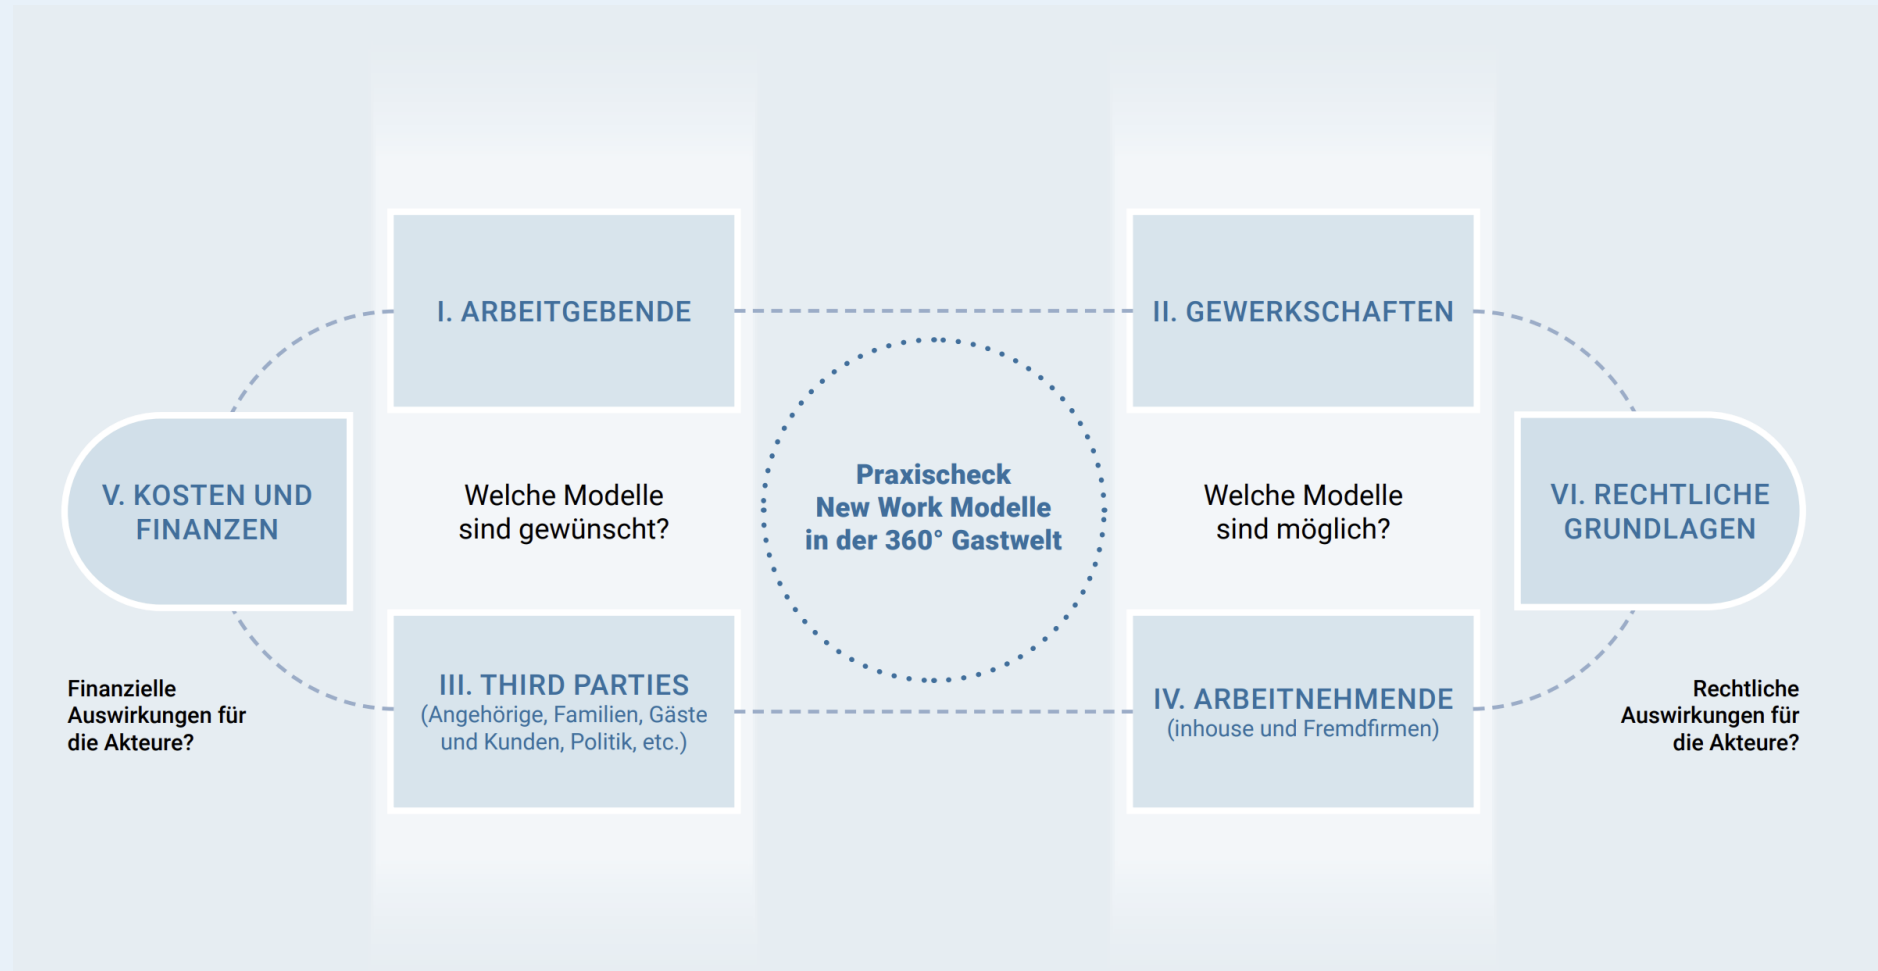 I. ARBEITGEBENDE
II. GEWERKSCHAFTEN
V. KOSTEN UND
FINANZEN
Welche Modelle
sind gewünscht?
Praxischeck
New Work Modelle
in der 360° Gastwelt
Welche Modelle
sind möglich?
VI. RECHTLICHE
GRUNDLAGEN
Finanzielle
Auswirkungen für
die Akteure?
III. THIRD PARTIES
(Angehörige, Familien, Gäste
und Kunden, Politik, etc.)
IV. ARBEITNEHMENDE
(inhouse und Fremdfirmen)
Rechtliche
Auswirkungen für
die Akteure?